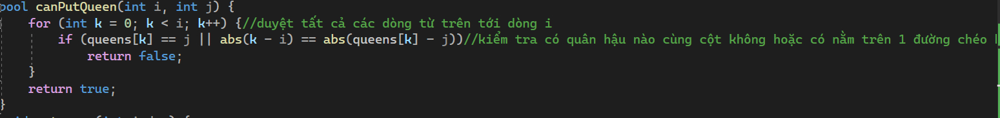 bool canPutQueen(int i, int j) {
for (int k = 0; k < i; k++) {//duyệt tất cả các dòng từ trên tới dòng i
if (queens[k] == j || abs(k - i) == abs(queens[k] - j))//kiểm tra có quân hậu nào cùng cột không hoặc có nằm trên 1 đường chéo
return false;
}
return true;
}